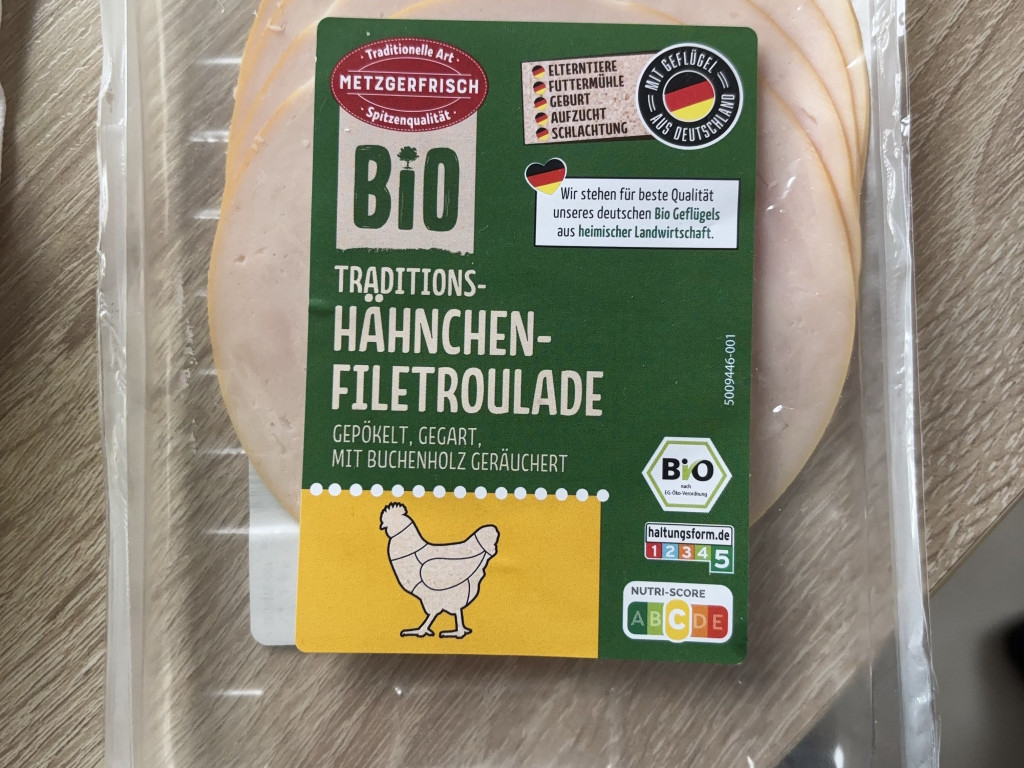 · Traditionelle Art ·
METZGERFRISCH
· Spitzenqualität ·
BiO
TRADITIONS-
HÄHNCHEN-
FILETROULADE
GEPÖKELT, GEGART,
MIT BUCHENHOLZ GERÄUCHERT
ELTERNTIERE
FUTTERMÜHLE
GEBURT
AUFZUCHT
SCHLACHTUNG
MIT GEFLÜGEL
AUS DEUTSCHLAND
Wir stehen für beste Qualität
unseres deutschen Bio Geflügels
aus heimischer Landwirtschaft.
5009446-001
BiO
nach
EG-Öko-Verordnung
haltungsform.de
1 2 3 4 5
NUTRI-SCORE
A B C D E